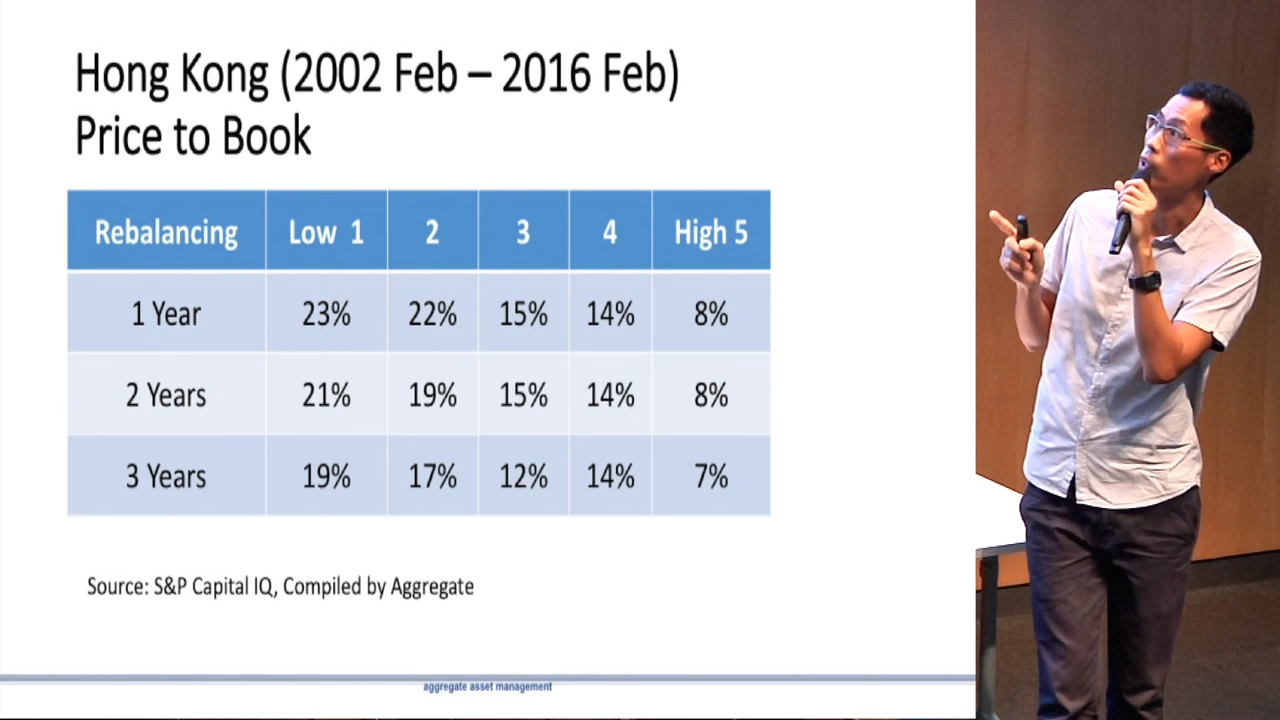 Hong Kong (2002 Feb – 2016 Feb)
Price to Book
Rebalancing Low 1 2 3 4 High 5
1 Year 23% 22% 15% 14% 8%
2 Years 21% 19% 15% 14% 8%
3 Years 19% 17% 12% 14% 7%
Source: S&P Capital IQ, Compiled by Aggregate
aggregate asset management